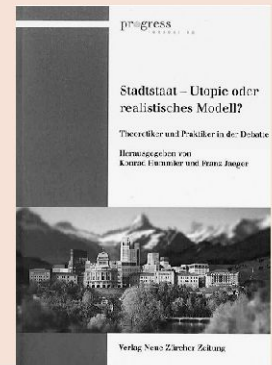 progress
Stadtstaat – Utopie oder
realistisches Modell?
Theoretiker und Praktiker in der Debatte
Herausgegeben von
Konrad Hummler und Franz Jaeger
Verlag Neue Zürcher Zeitung